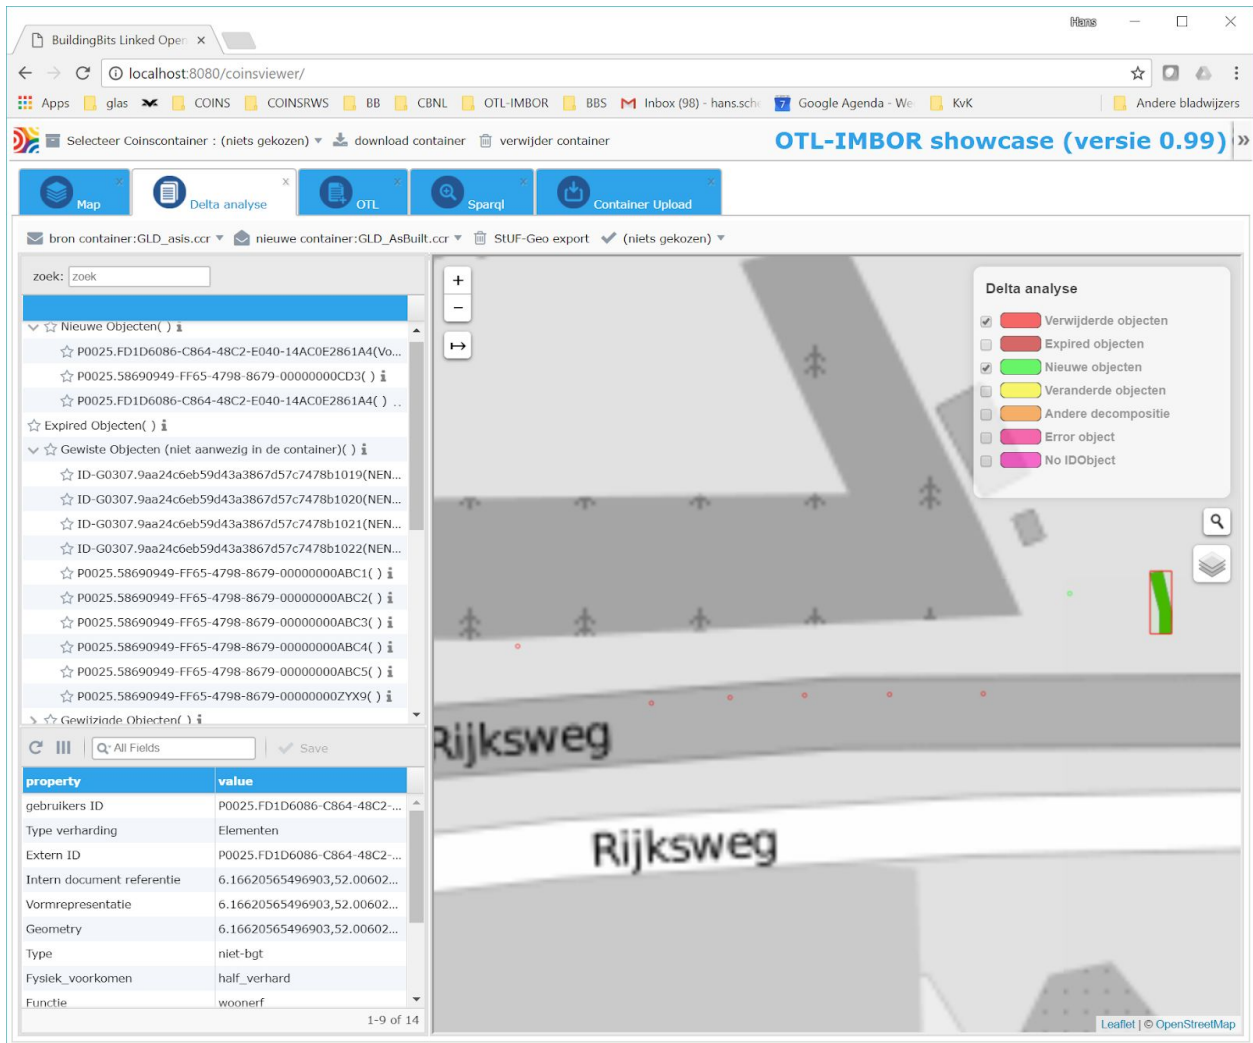 Hans
BuildingBits Linked Open
localhost:8080/coinsviewer/
Apps glas COINS COINSRWS BB CBNL OTL-IMBOR BBS Inbox (98) - hans.sch 7 Google Agenda - We KvK Andere bladwijzers
Selecteer Coinscontainer : (niets gekozen) download container verwijder container OTL-IMBOR showcase (versie 0.99) »
Map Delta analyse OTL Sparql Container Upload
bron container:GLD_asis.ccr nieuwe container:GLD_AsBuilt.ccr StUF-Geo export (niets gekozen)
zoek: zoek
Nieuwe Objecten( ) i
P0025.FD1D6086-C864-48C2-E040-14AC0E2861A4(Vo...
P0025.58690949-FF65-4798-8679-00000000CD3( ) i
P0025.FD1D6086-C864-48C2-E040-14AC0E2861A4( ) ..
Expired Objecten( ) i
Gewiste Objecten (niet aanwezig in de container)( ) i
ID-G0307.9aa24c6eb59d43a3867d57c7478b1019(NEN...
ID-G0307.9aa24c6eb59d43a3867d57c7478b1020(NEN...
ID-G0307.9aa24c6eb59d43a3867d57c7478b1021(NEN...
ID-G0307.9aa24c6eb59d43a3867d57c7478b1022(NEN...
P0025.58690949-FF65-4798-8679-00000000ABC1( ) i
P0025.58690949-FF65-4798-8679-00000000ABC2( ) i
P0025.58690949-FF65-4798-8679-00000000ABC3( ) i
P0025.58690949-FF65-4798-8679-00000000ABC4( ) i
P0025.58690949-FF65-4798-8679-00000000ABC5( ) i
P0025.58690949-FF65-4798-8679-00000000ZYX9( ) i
Gewijzigde Objecten( ) i
All Fields Save
property value
gebruikers ID P0025.FD1D6086-C864-48C2-...
Type verharding Elementen
Extern ID P0025.FD1D6086-C864-48C2-...
Intern document referentie 6.16620565496903,52.00602...
Vormrepresentatie 6.16620565496903,52.00602...
Geometry 6.16620565496903,52.00602...
Type niet-bgt
Fysiek_voorkomen half_verhard
Functie woonerf
1-9 of 14
+
−
Delta analyse
Verwijderde objecten
Expired objecten
Nieuwe objecten
Veranderde objecten
Andere decompositie
Error object
No IDObject
Rijksweg
Rijksweg
Leaflet | © OpenStreetMap